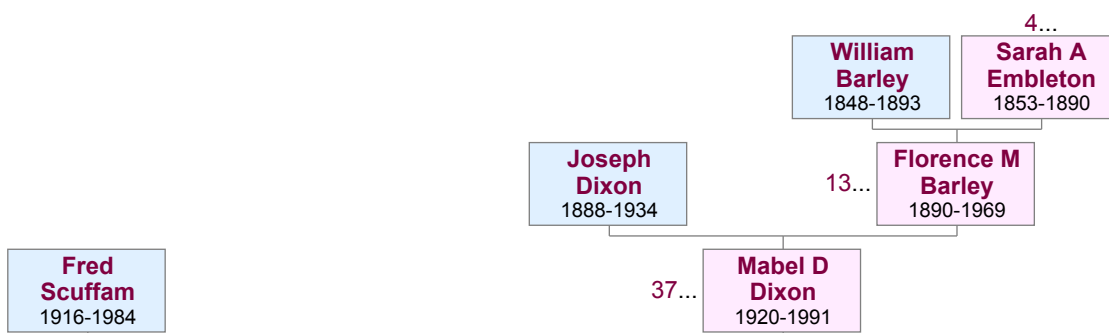 4...
William
Barley
1848-1893
Sarah A
Embleton
1853-1890
Joseph
Dixon
1888-1934
13...
Florence M
Barley
1890-1969
Fred
Scuffam
1916-1984
37...
Mabel D
Dixon
1920-1991